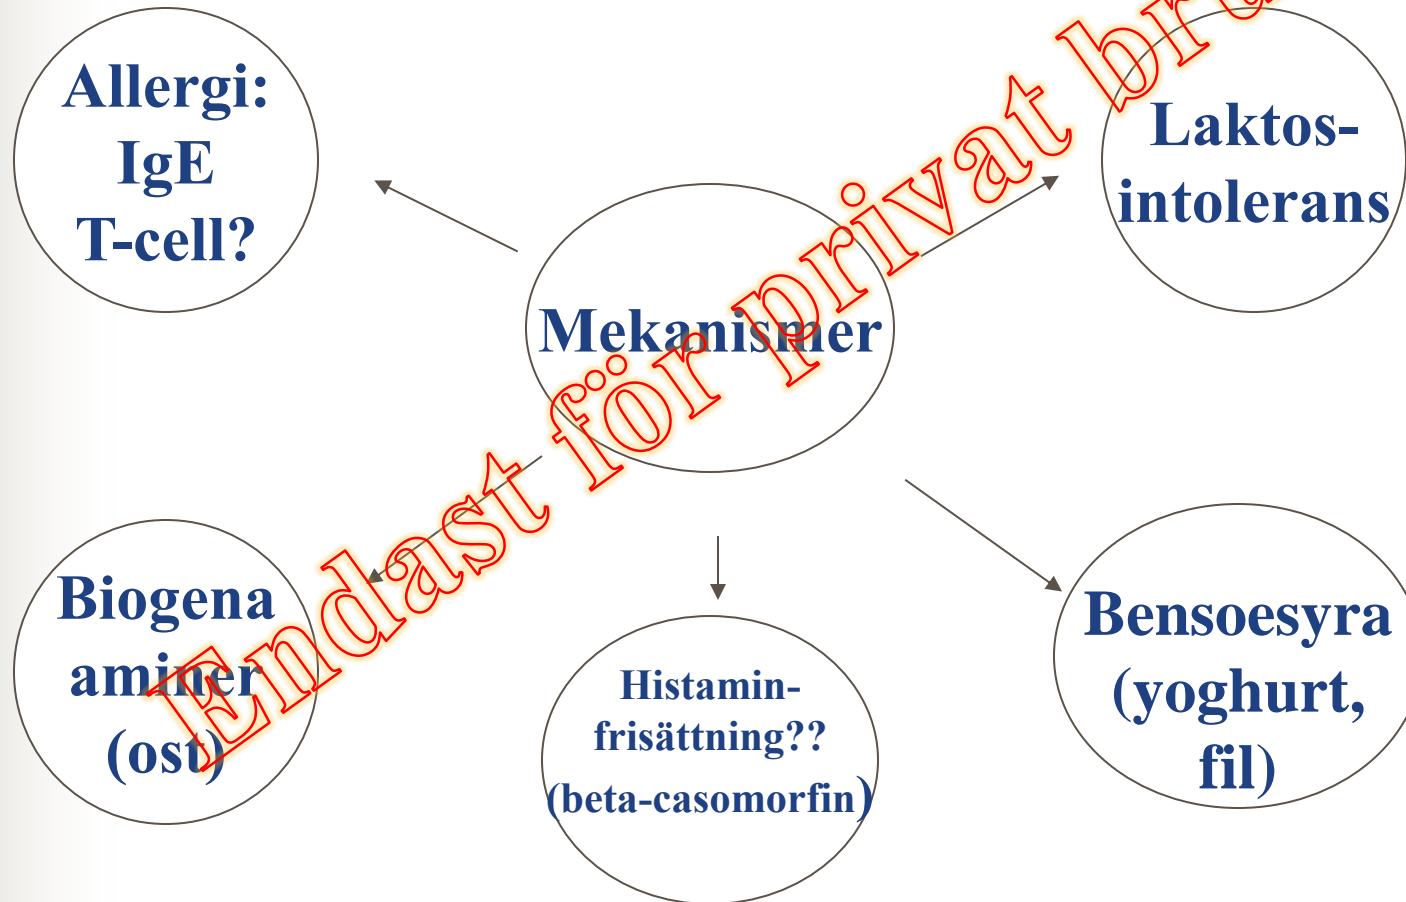 Allergi:
IgE
T-cell?
Laktos-
intolerans
Mekanismer
Biogena
aminer
(ost)
Histamin-
frisättning??
(beta-casomorfin)
Bensoesyra
(yoghurt,
fil)
Endast för privat